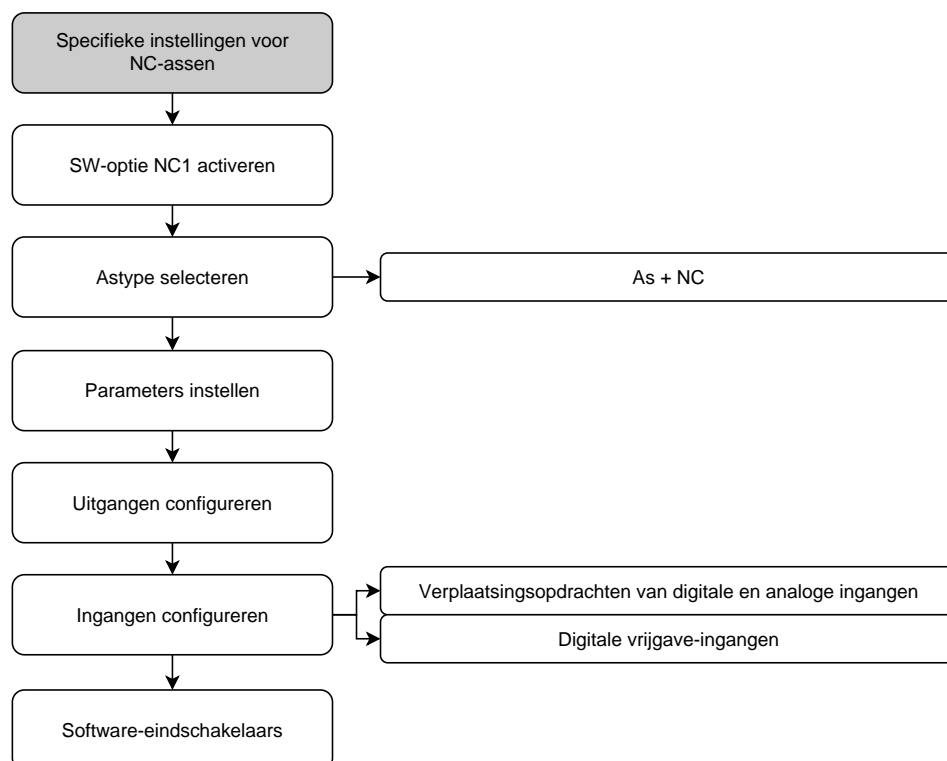 Specifieke instellingen voor
NC-assen
SW-optie NC1 activeren
Astype selecteren
As + NC
Parameters instellen
Uitgangen configureren
Ingangen configureren
Verplaatsingsopdrachten van digitale en analoge ingangen
Digitale vrijgave-ingangen
Software-eindschakelaars